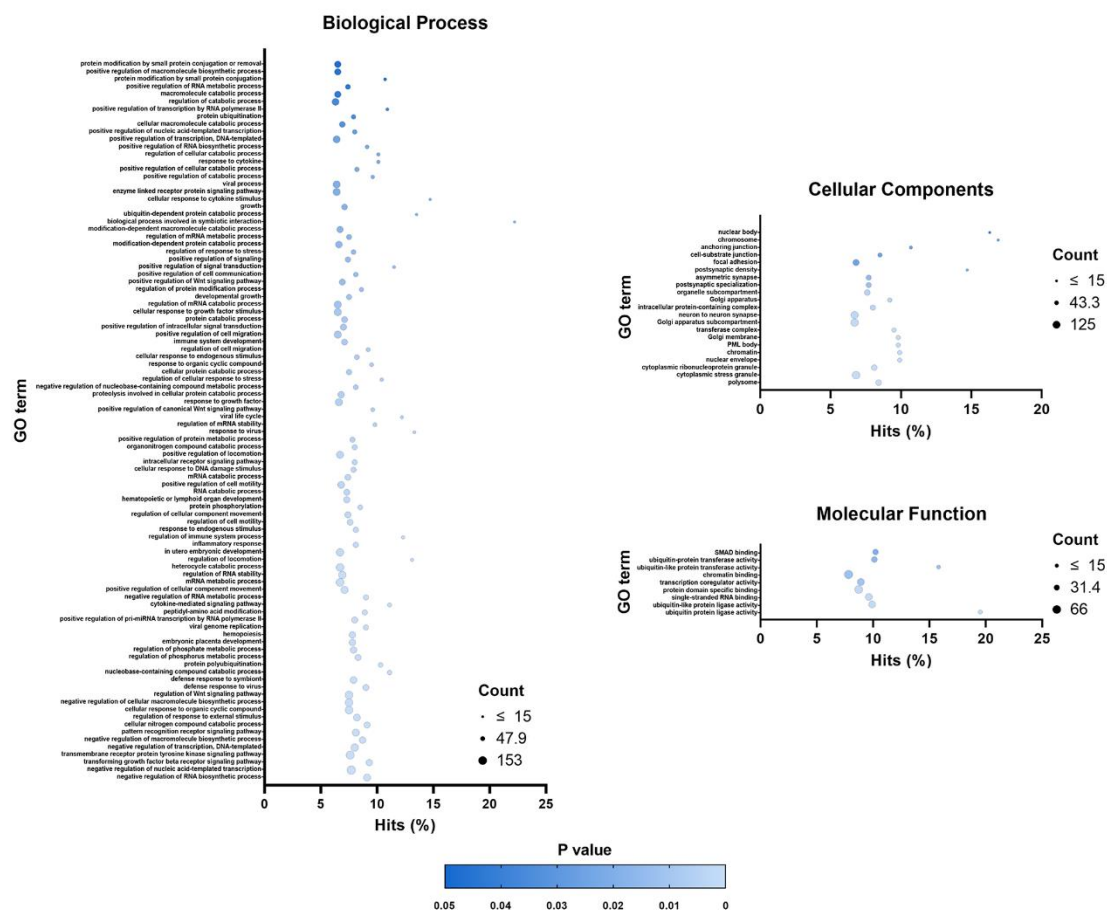 Biological Process
GO term
protein modification by small protein conjugation or removal
positive regulation of macromolecule biosynthetic process
protein modification by small protein conjugation
positive regulation of RNA metabolic process
macromolecule catabolic process
regulation of catabolic process
positive regulation of transcription by RNA polymerase II
protein ubiquitination
cellular macromolecule catabolic process
positive regulation of nucleic acid-templated transcription
positive regulation of transcription, DNA-templated
positive regulation of RNA biosynthetic process
regulation of cellular catabolic process
response to cytokine
positive regulation of cellular catabolic process
positive regulation of catabolic process
viral process
enzyme linked receptor protein signaling pathway
cellular response to cytokine stimulus
growth
ubiquitin-dependent protein catabolic process
biological process involved in symbiotic interaction
modification-dependent macromolecule catabolic process
regulation of mRNA metabolic process
modification-dependent protein catabolic process
regulation of response to stress
positive regulation of signaling
positive regulation of signal transduction
positive regulation of cell communication
positive regulation of Wnt signaling pathway
regulation of protein modification process
developmental growth
regulation of mRNA catabolic process
cellular response to growth factor stimulus
protein catabolic process
positive regulation of intracellular signal transduction
positive regulation of cell migration
immune system development
regulation of cell migration
cellular response to endogenous stimulus
response to organic cyclic compound
cellular protein catabolic process
regulation of cellular response to stress
negative regulation of nucleobase-containing compound metabolic process
proteolysis involved in cellular protein catabolic process
response to growth factor
positive regulation of canonical Wnt signaling pathway
viral life cycle
regulation of mRNA stability
response to virus
positive regulation of protein metabolic process
organonitrogen compound catabolic process
positive regulation of locomotion
intracellular receptor signaling pathway
cellular response to DNA damage stimulus
mRNA catabolic process
positive regulation of cell motility
RNA catabolic process
hematopoietic or lymphoid organ development
protein phosphorylation
regulation of cellular component movement
regulation of cell motility
response to endogenous stimulus
regulation of immune system process
inflammatory response
in utero embryonic development
regulation of locomotion
heterocycle catabolic process
regulation of RNA stability
mRNA metabolic process
positive regulation of cellular component movement
negative regulation of RNA metabolic process
cytokine-mediated signaling pathway
peptidyl-amino acid modification
positive regulation of pri-miRNA transcription by RNA polymerase II
viral genome replication
hemopoiesis
embryonic placenta development
regulation of phosphate metabolic process
regulation of phosphorus metabolic process
protein polyubiquitination
nucleobase-containing compound catabolic process
defense response to symbiont
defense response to virus
regulation of Wnt signaling pathway
negative regulation of cellular macromolecule biosynthetic process
cellular response to organic cyclic compound
regulation of response to external stimulus
cellular nitrogen compound catabolic process
pattern recognition receptor signaling pathway
negative regulation of macromolecule biosynthetic process
negative regulation of transcription, DNA-templated
transmembrane receptor protein tyrosine kinase signaling pathway
transforming growth factor beta receptor signaling pathway
negative regulation of nucleic acid-templated transcription
negative regulation of RNA biosynthetic process
Count
≤ 15
47.9
153
0 5 10 15 20 25
Hits (%)
Cellular Components
GO term
nuclear body
chromosome
anchoring junction
cell-substrate junction
focal adhesion
postsynaptic density
asymmetric synapse
postsynaptic specialization
organelle subcompartment
Golgi apparatus
intracellular protein-containing complex
neuron to neuron synapse
Golgi apparatus subcompartment
transferase complex
Golgi membrane
PML body
chromatin
nuclear envelope
cytoplasmic ribonucleoprotein granule
cytoplasmic stress granule
polysome
Count
≤ 15
43.3
125
0 5 10 15 20
Hits (%)
Molecular Function
GO term
SMAD binding
ubiquitin-protein transferase activity
ubiquitin-like protein transferase activity
chromatin binding
transcription coregulator activity
protein domain specific binding
single-stranded RNA binding
ubiquitin-like protein ligase activity
ubiquitin protein ligase activity
Count
≤ 15
31.4
66
0 5 10 15 20 25
Hits (%)
P value
0.05 0.04 0.03 0.02 0.01 0